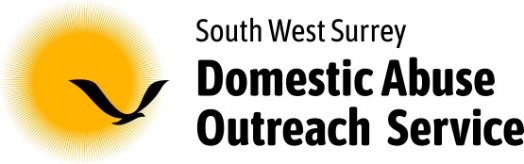 South West Surrey
Domestic Abuse
Outreach Service